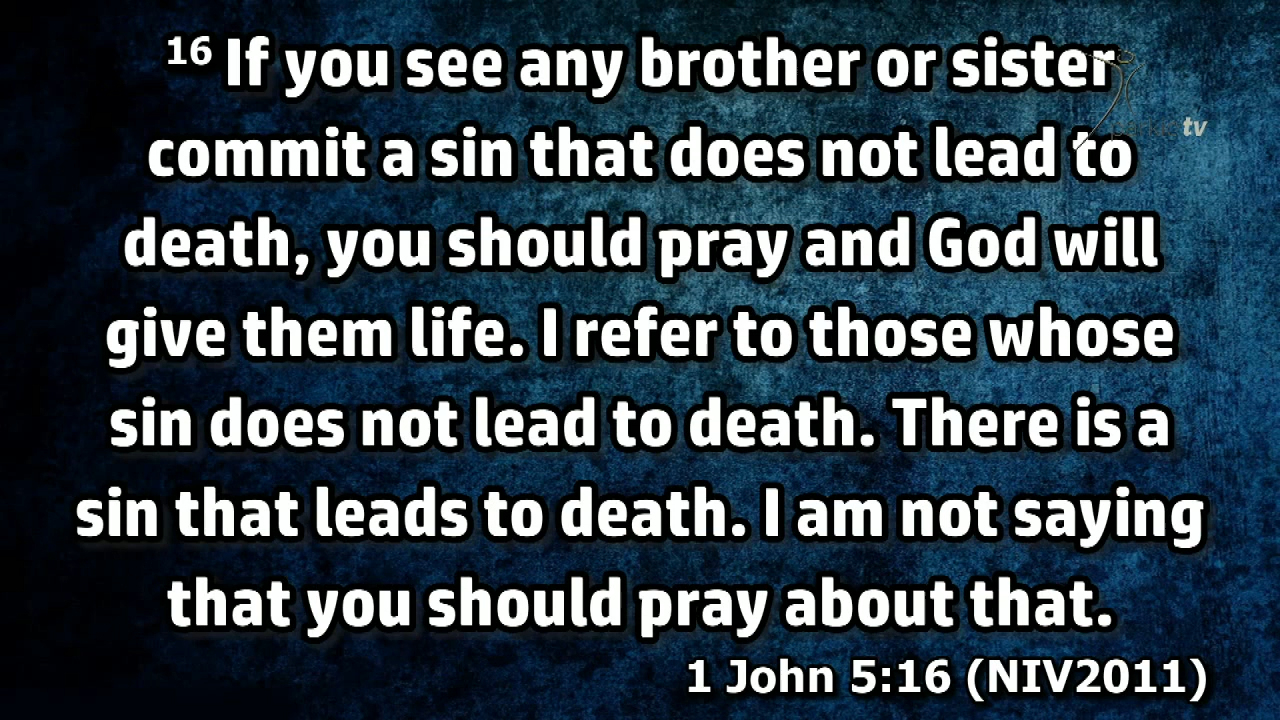 16 If you see any brother or sister
commit a sin that does not lead to
death, you should pray and God will
give them life. I refer to those whose
sin does not lead to death. There is a
sin that leads to death. I am not saying
that you should pray about that.
1 John 5:16 (NIV2011)
tv